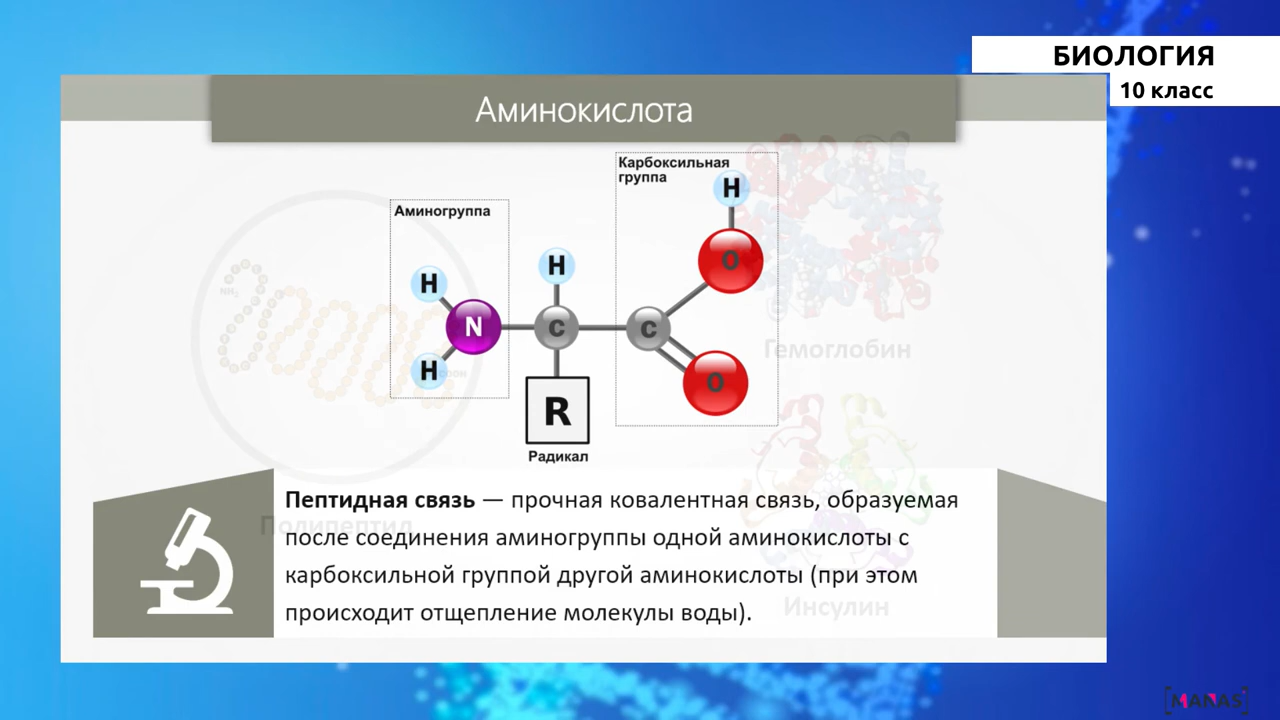 БИОЛОГИЯ
10 класс
Аминокислота
Карбоксильная
группа
Аминогруппа
H
O
H
H
N
C
C
H
O
R
Радикал
NH₂
Гемоглобин
Полипептид
Инсулин
Пептидная связь — прочная ковалентная связь, образуемая
после соединения аминогруппы одной аминокислоты с
карбоксильной группой другой аминокислоты (при этом
происходит отщепление молекулы воды).
MANAS